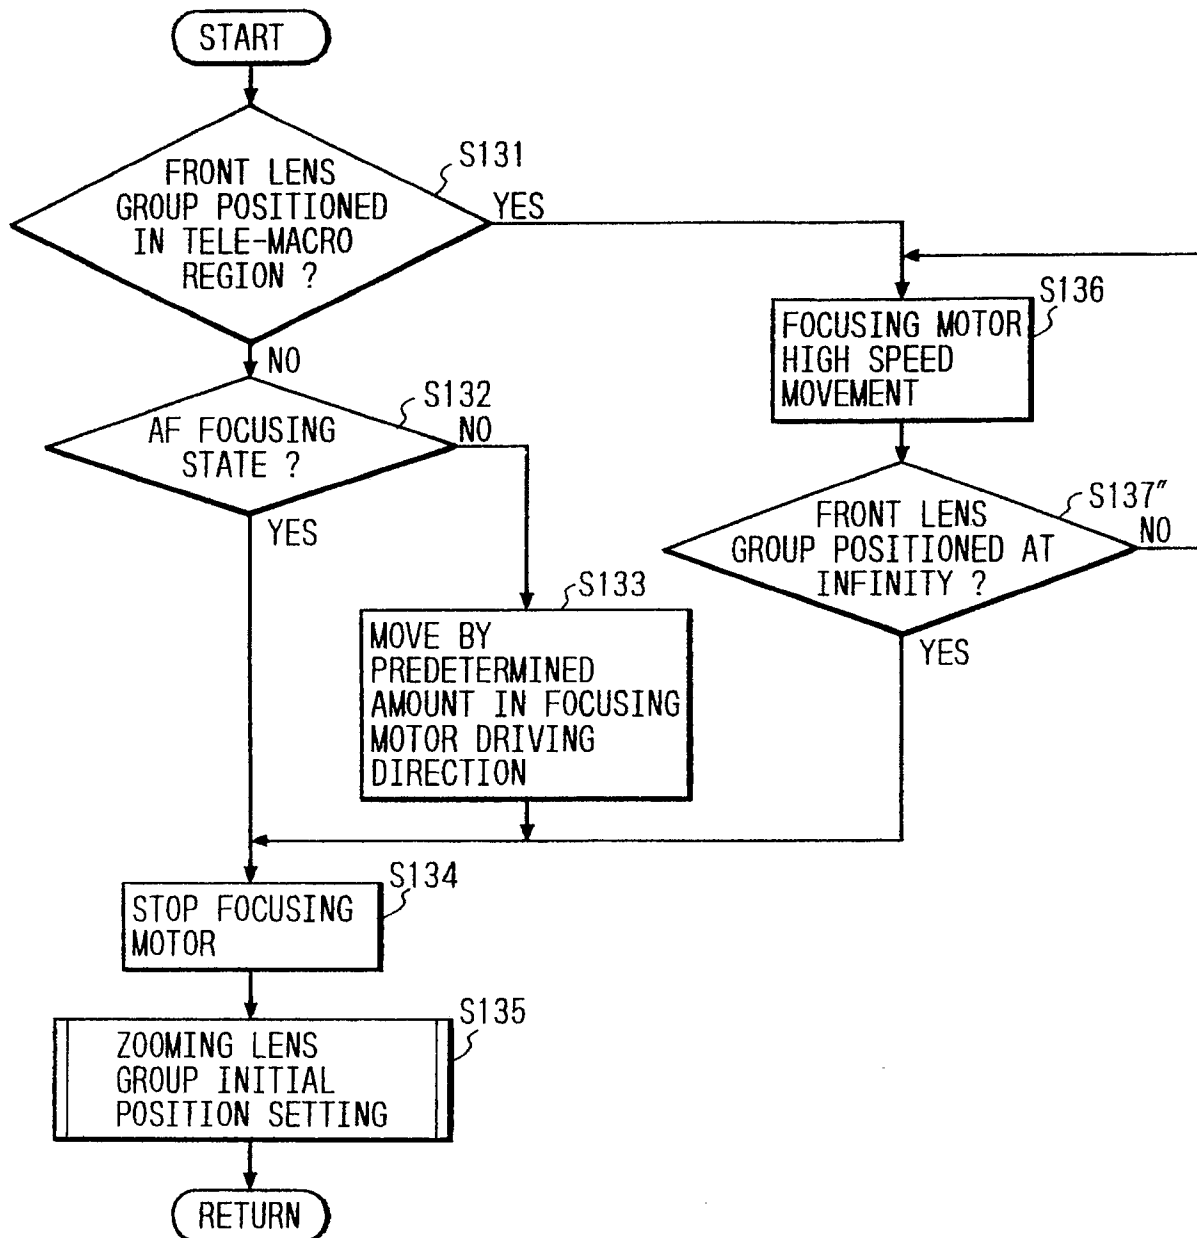 START
FRONT LENS
GROUP POSITIONED
IN TELE-MACRO
REGION ?
S131
YES
NO
AF FOCUSING
STATE ?
S132
NO
YES
S136
FOCUSING MOTOR
HIGH SPEED
MOVEMENT
S137"
FRONT LENS
GROUP POSITIONED AT
INFINITY ?
NO
YES
S133
MOVE BY
PREDETERMINED
AMOUNT IN FOCUSING
MOTOR DRIVING
DIRECTION
S134
STOP FOCUSING
MOTOR
S135
ZOOMING LENS
GROUP INITIAL
POSITION SETTING
RETURN